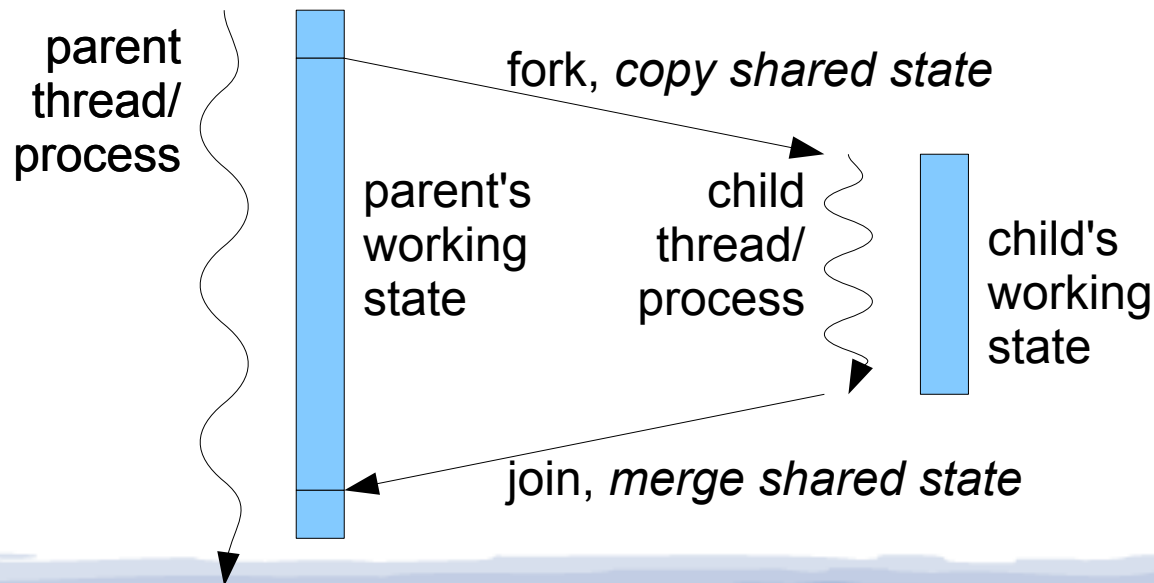 parent
thread/
process
fork, copy shared state
parent's
working
state
child
thread/
process
child's
working
state
join, merge shared state